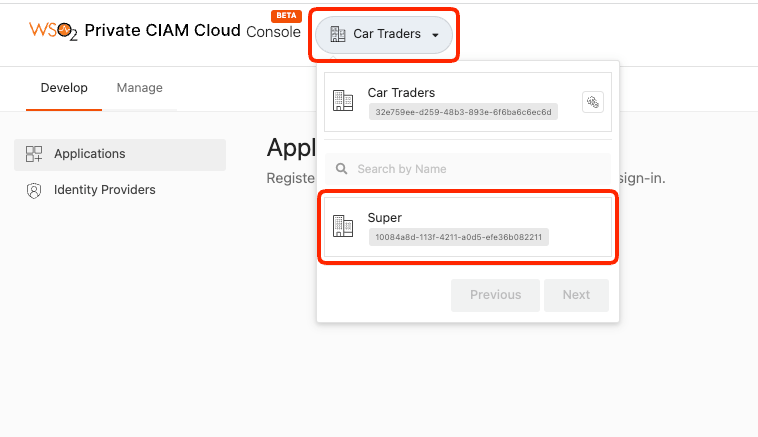 BETA
WSO2 Private CIAM Cloud Console
Car Traders
Develop
Manage
Car Traders
32e759ee-d259-48b3-893e-6f6ba6c6ec6d
Applications
Appl
Search by Name
Registe
sign-in.
Identity Providers
Super
10084a8d-113f-4211-a0d5-efe36b082211
Previous
Next